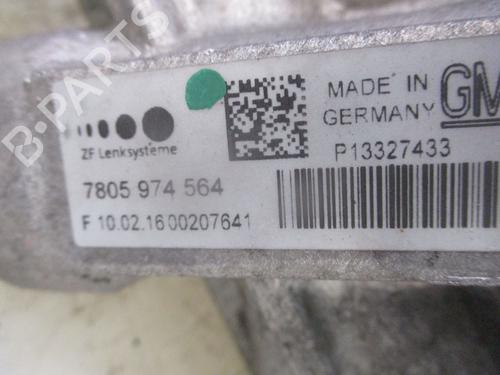 B-PARTS
ZF Lenksysteme
MADE IN
GERMANY
GM
P13327433
7805 974 564
F 10.02.16 00207641